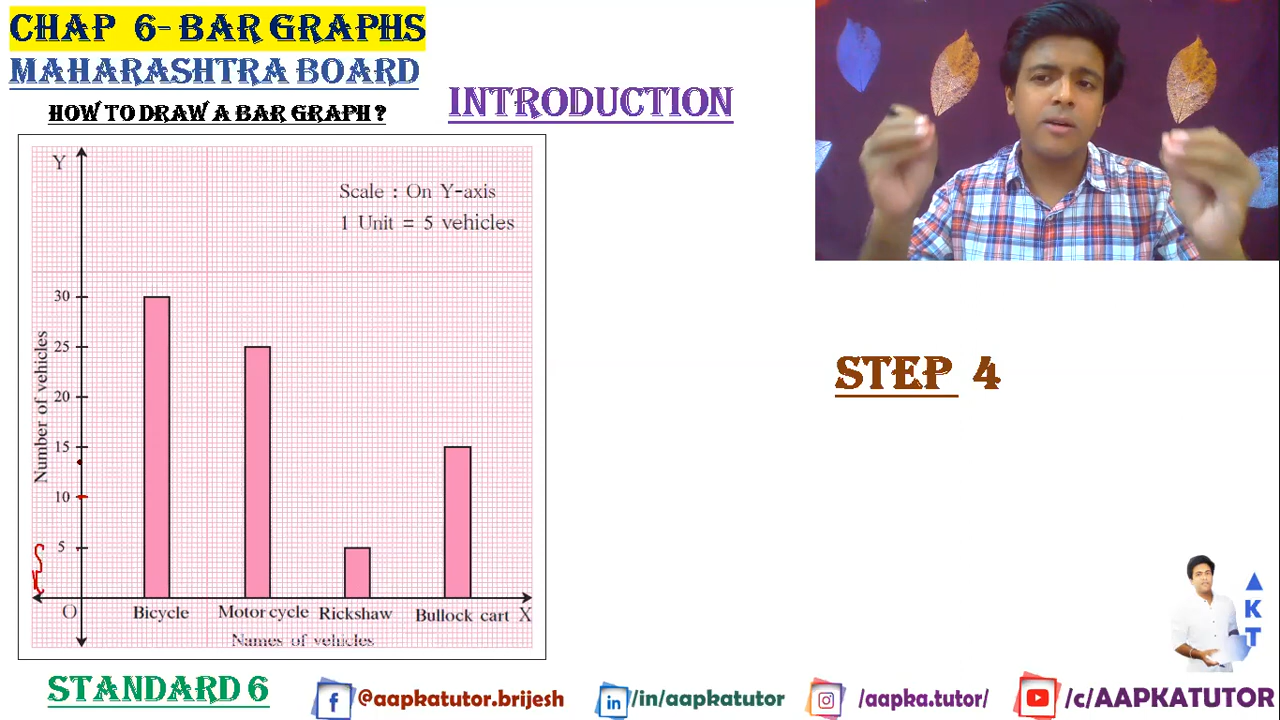 CHAP 6- BAR GRAPHS
MAHARASHTRA BOARD
HOW TO DRAW A BAR GRAPH ?
INTRODUCTION
Y
Scale : On Y-axis
1 Unit = 5 vehicles
30
25
20
15
10
5
Number of vehicles
O
Bicycle Motor cycle Rickshaw Bullock cart X
Names of vehicles
STEP 4
AKT
STANDARD 6
@aapkatutor.brijesh
/in/aapkatutor
/aapka.tutor/
/c/AAPKATUTOR